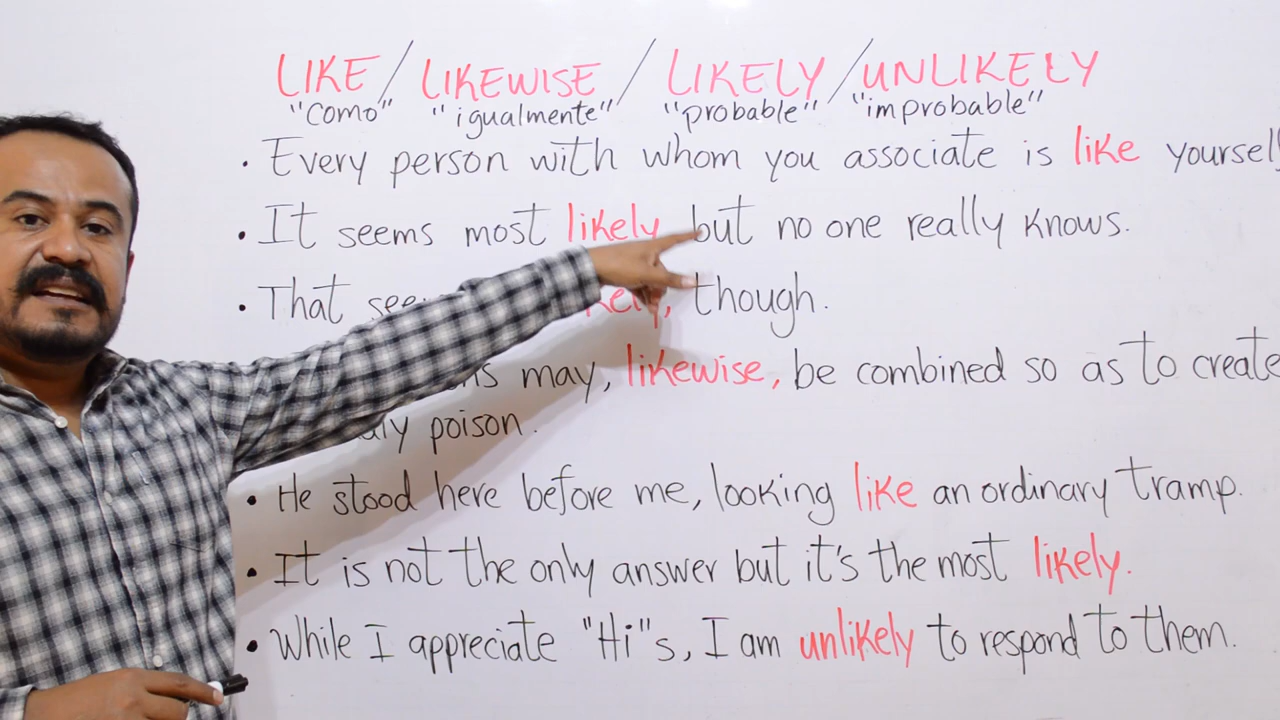 LIKE / LIKEWISE / LIKELY / UNLIKELY
"como" "igualmente" "probable" "improbable"
• Every person with whom you associate is like yoursel
• It seems most likely but no one really knows.
• That though.
may, likewise, be combined so as to create
poison.
• He stood here before me, looking like an ordinary tramp.
• It is not the only answer but it's the most likely.
• While I appreciate "Hi"s, I am unlikely to respond to them.